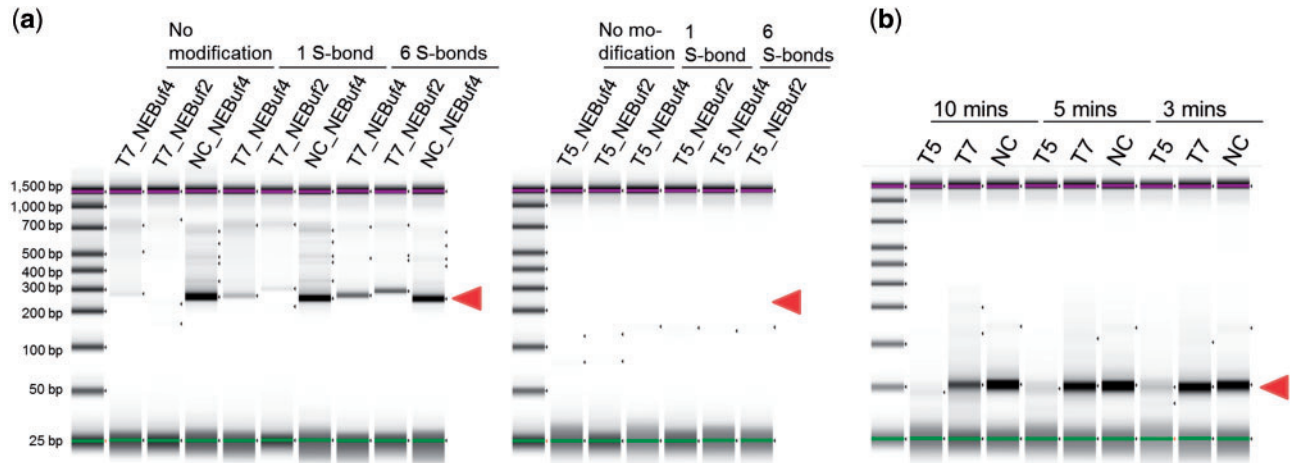 (a)
No
modification
1 S-bond
6 S-bonds
T7_NEBuf4
T7_NEBuf2
NC_NEBuf4
T7_NEBuf4
T7_NEBuf2
NC_NEBuf4
T7_NEBuf4
T7_NEBuf2
NC_NEBuf4
1,500 bp
1,000 bp
700 bp
500 bp
400 bp
300 bp
200 bp
100 bp
50 bp
25 bp
No mo-
dification
1
S-bond
6
S-bonds
T5_NEBuf4
T5_NEBuf2
T5_NEBuf4
T5_NEBuf2
T5_NEBuf4
T5_NEBuf2
(b)
10 mins
5 mins
3 mins
T5
T7
NC
T5
T7
NC
T5
T7
NC